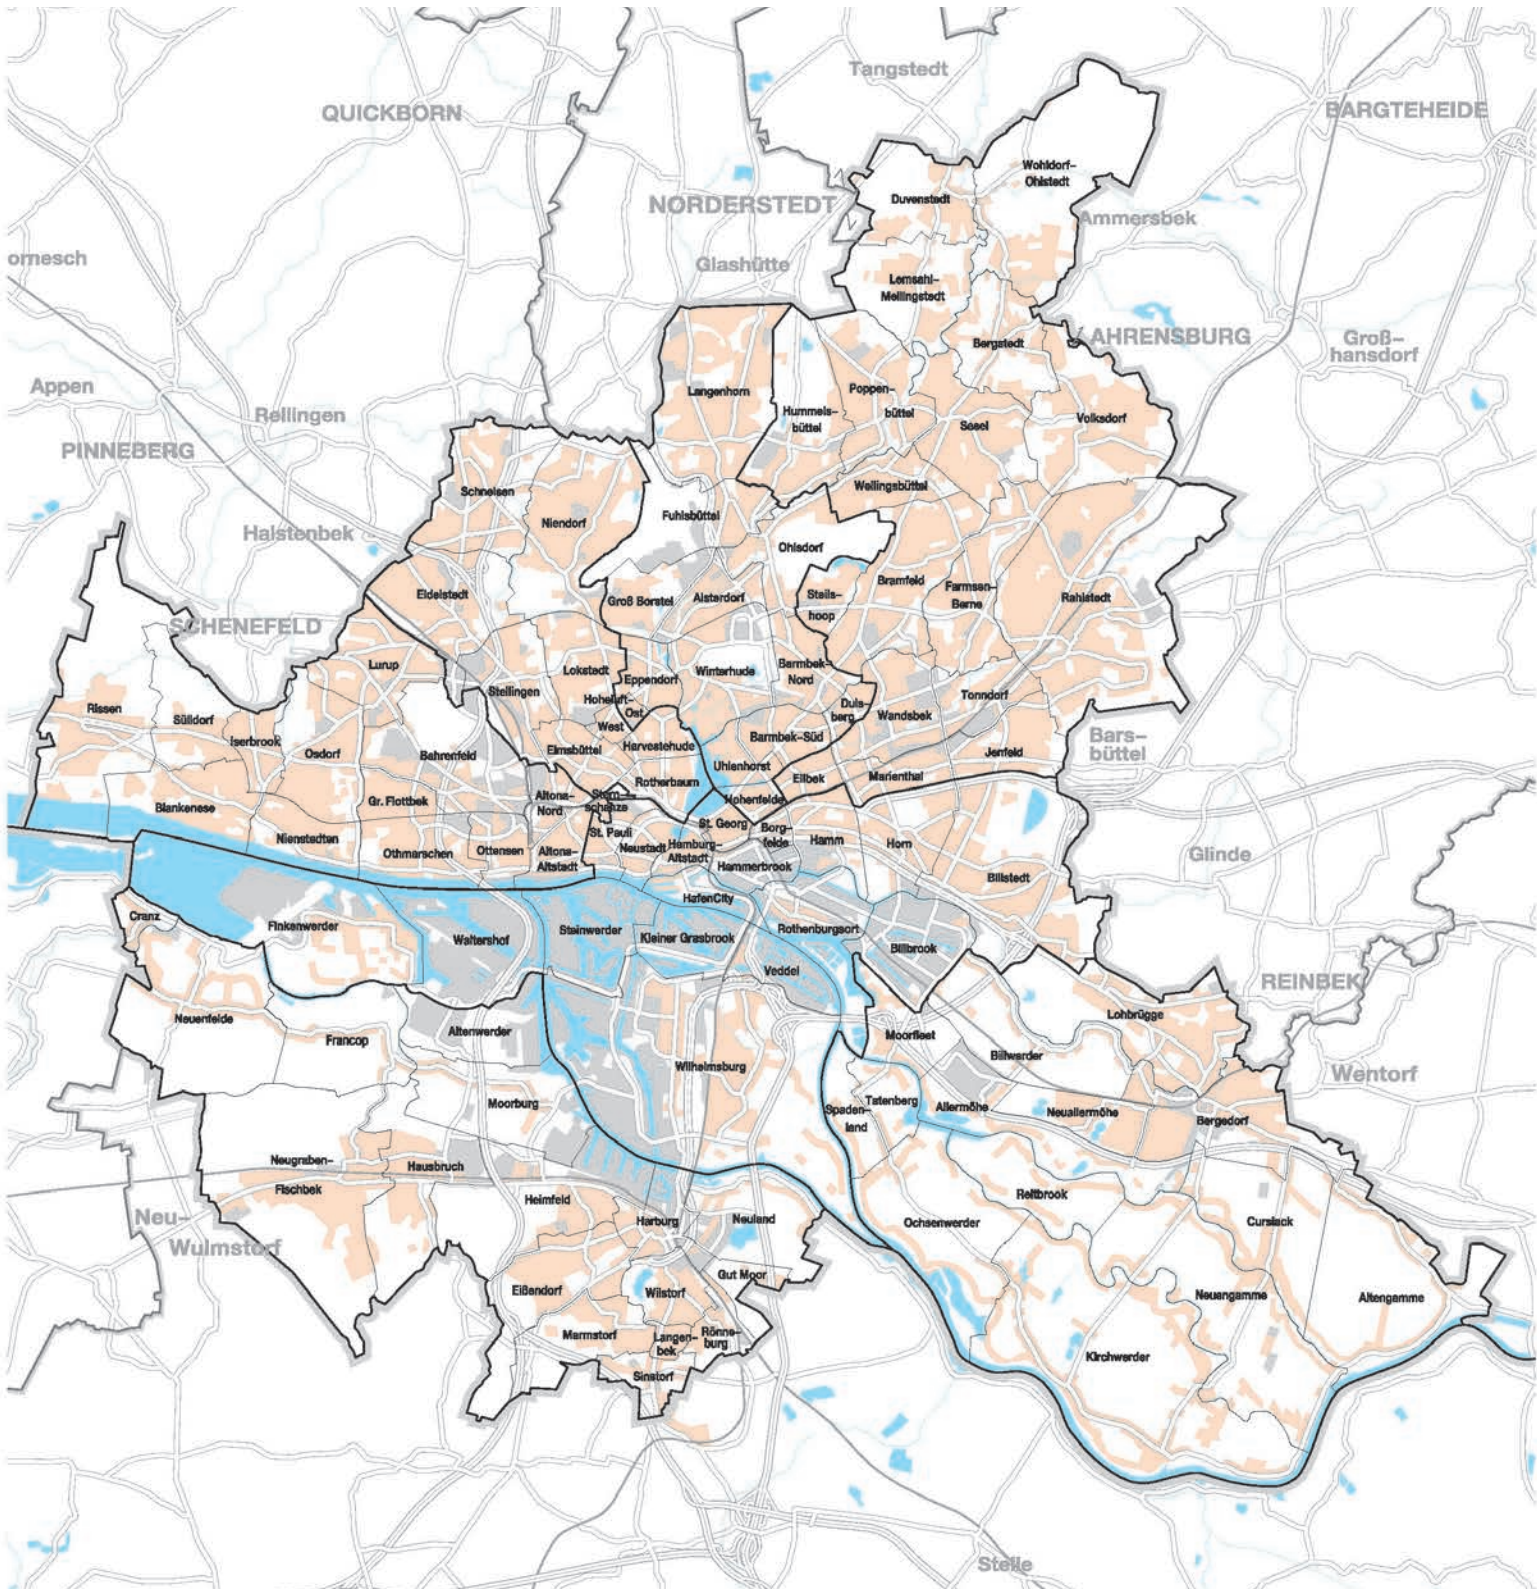 Tangstedt
QUICKBORN
BARGTEHEIDE
Wohldorf-
Ohlstedt
Duvenstedt
NORDERSTEDT
Ammersbek
ornesch
Glashütte
Lemsahl-
Mellingstedt
AHRENSBURG
Groß-
hansdorf
Bergstedt
Appen
Langenhorn
Poppen-
büttel
Rellingen
Hummels-
büttel
Sasel
Volksdorf
PINNEBERG
Schnelsen
Wellingsbüttel
Niendorf
Fuhlsbüttel
Halstenbek
Ohlsdorf
Eidelstedt
Groß Borstel
Alsterdorf
Steils-
hoop
Bramfeld
Farmsen-
Berne
Rahlstedt
SCHENEFELD
Lurup
Lokstedt
Eppendorf
Winterhude
Barmbek-
Nord
Stellingen
Hoheluft-
Ost
West
Duls-
berg
Wandsbek
Tonndorf
Rissen
Sülldorf
Iserbrook
Osdorf
Bahrenfeld
Eimsbüttel
Harvestehude
Barmbek-Süd
Jenfeld
Bars-
büttel
Rotherbaum
Uhlenhorst
Eilbek
Marienthal
Blankenese
Gr. Flottbek
Altona-
Nord
Stern-
schanze
Hohenfelde
Nienstedten
Othmarschen
Ottensen
Altona-
Altstadt
St. Pauli
Neustadt
Hamburg-
Altstadt
St. Georg
Borg-
felde
Hamm
Horn
Glinde
Hammerbrook
Billstedt
HafenCity
Cranz
Finkenwerder
Waltershof
Steinwerder
Kleiner Grasbrook
Rothenburgsort
Billbrook
Veddel
REINBEK
Neuenfelde
Francop
Altenwerder
Moorfleet
Lohbrügge
Billwerder
Wilhelmsburg
Wentorf
Moorburg
Spaden-
land
Tatenberg
Allermöhe
Neuallermöhe
Bergedorf
Neugraben-
Fischbek
Hausbruch
Heimfeld
Reitbrook
Neu-
Wulmstorf
Harburg
Neuland
Ochsenwerder
Curslack
Gut Moor
Eißendorf
Wilstorf
Neuengamme
Altengamme
Marmstorf
Langen-
bek
Rönne-
burg
Sinstorf
Kirchwerder
Stelle